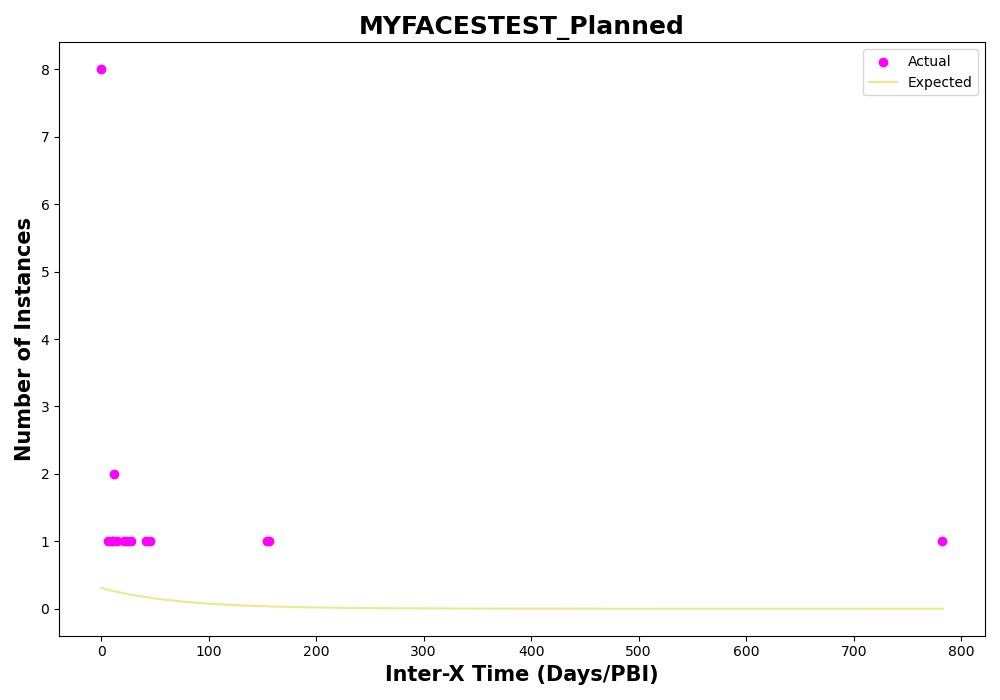 MYFACESTEST_Planned
Actual
Expected
8
7
6
5
4
3
2
1
0
Number of Instances
0 100 200 300 400 500 600 700 800
Inter-X Time (Days/PBI)